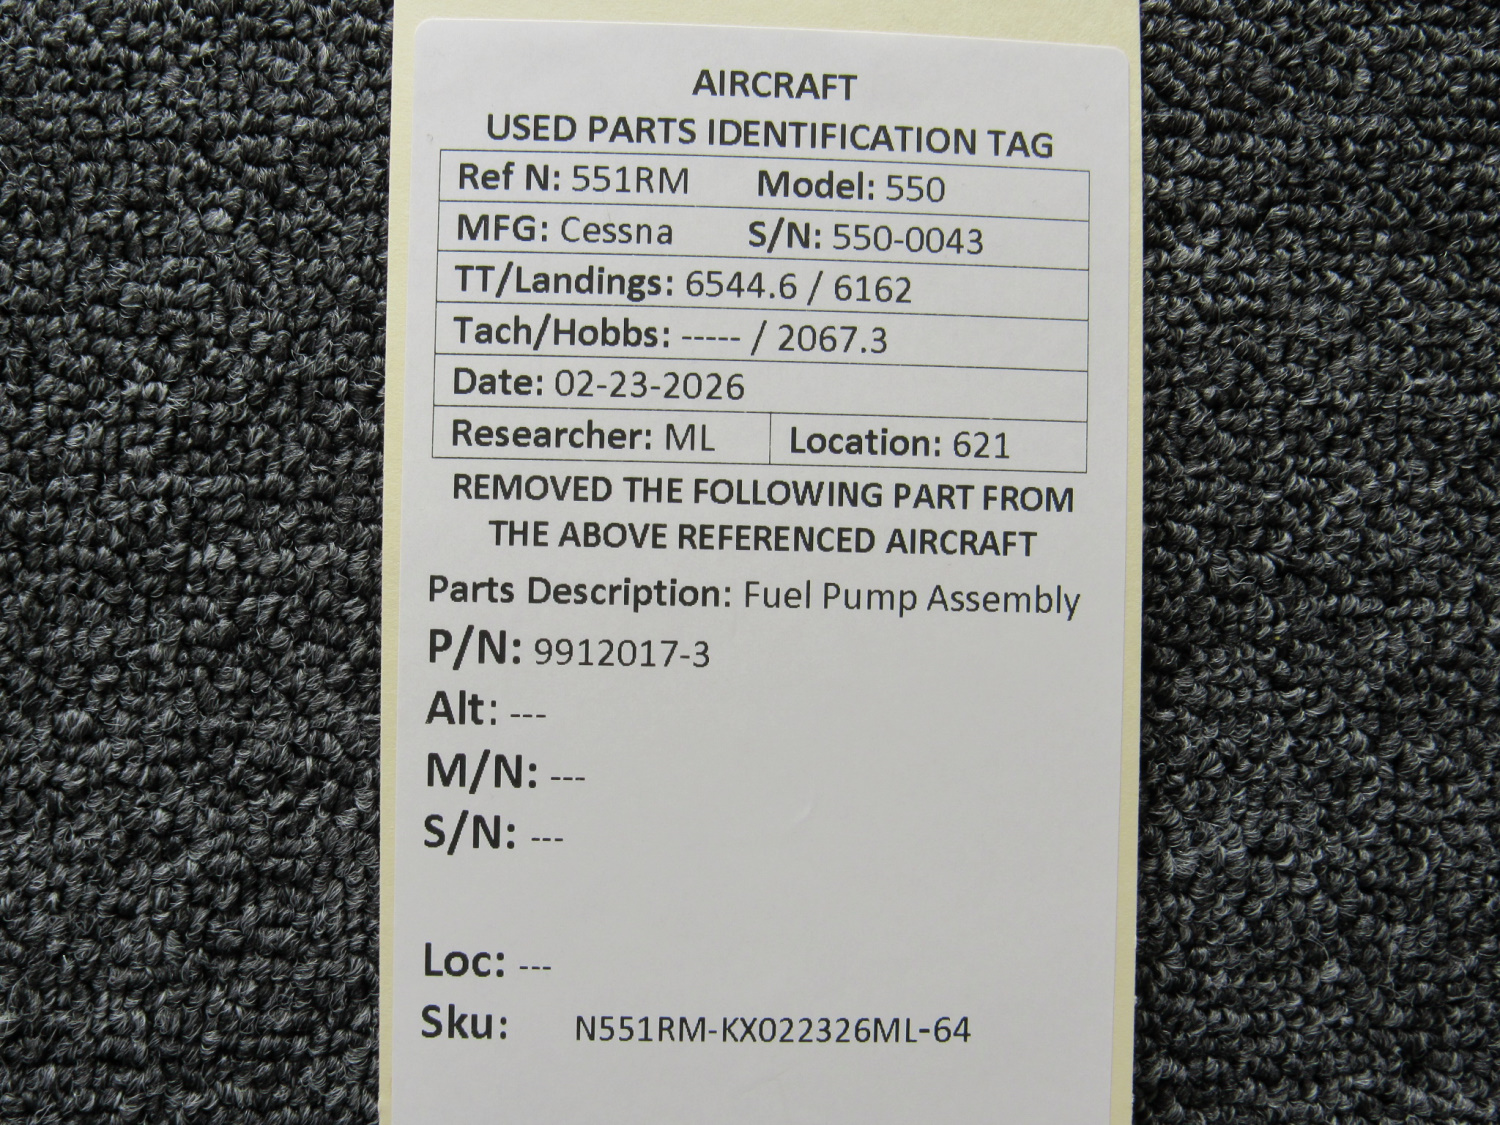 AIRCRAFT
USED PARTS IDENTIFICATION TAG
Ref N: 551RM Model: 550
MFG: Cessna S/N: 550-0043
TT/Landings: 6544.6 / 6162
Tach/Hobbs: ----- / 2067.3
Date: 02-23-2026
Researcher: ML Location: 621
REMOVED THE FOLLOWING PART FROM
THE ABOVE REFERENCED AIRCRAFT
Parts Description: Fuel Pump Assembly
P/N: 9912017-3
Alt: ---
M/N: ---
S/N: ---
Loc: ---
Sku: N551RM-KX022326ML-64